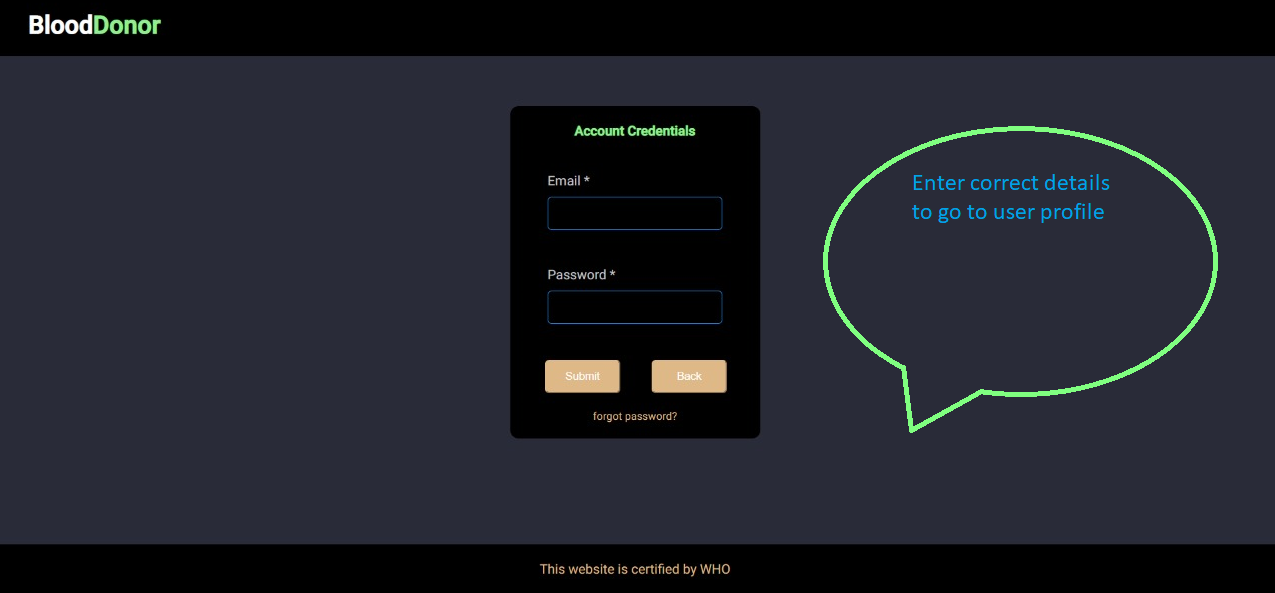 BloodDonor
Account Credentials
Email *
Password *
Submit
Back
forgot password?
Enter correct details
to go to user profile
This website is certified by WHO